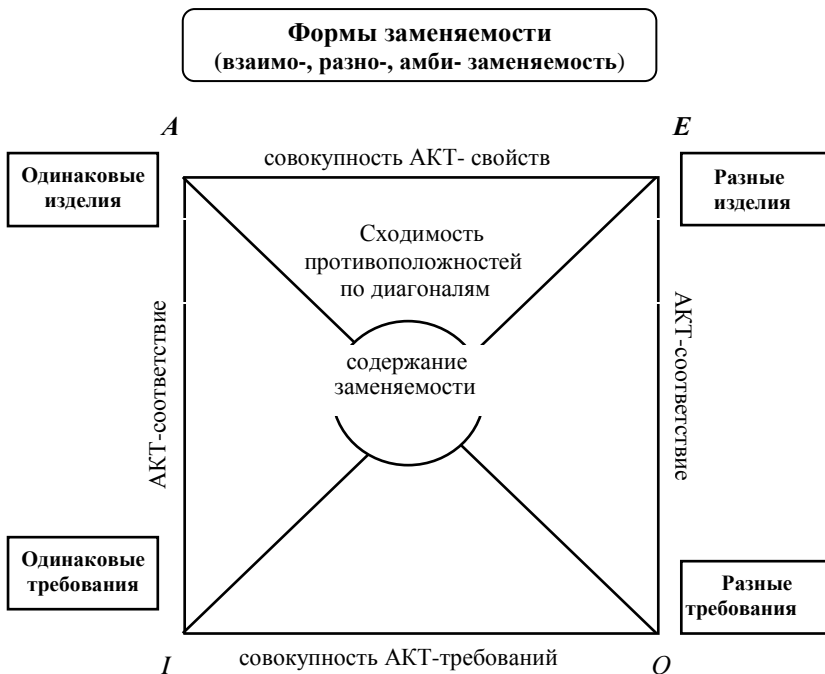 Формы заменяемости
(взаимо-, разно-, амби- заменяемость)
A
E
совокупность АКТ- свойств
Одинаковые
изделия
Разные
изделия
Сходимость
противоположностей
по диагоналям
АКТ-соответствие
АКТ-соответствие
содержание
заменяемости
Одинаковые
требования
Разные
требования
I
совокупность АКТ-требований
O